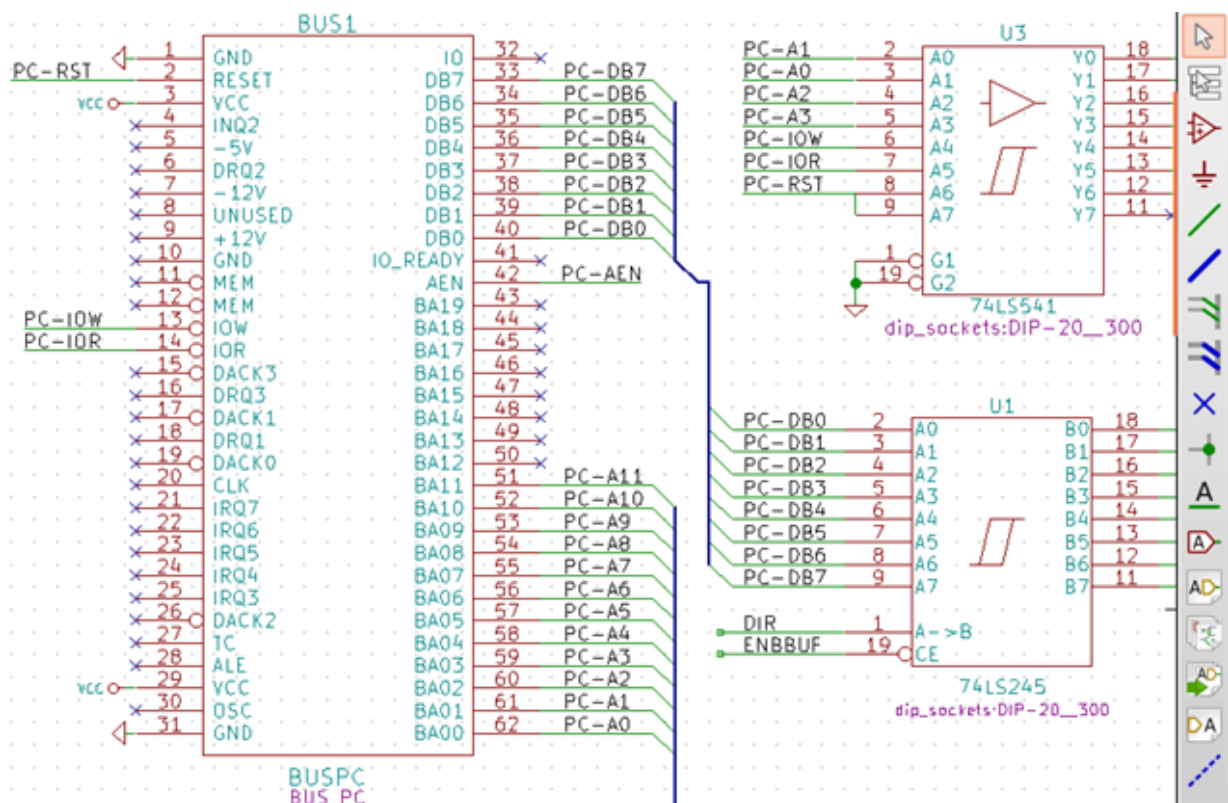 BUS1
1 GND IO 32
PC-RST 2 RESET DB7 33 PC-DB7
VCC 3 VCC DB6 34 PC-DB6
4 INQ2 DB5 35 PC-DB5
5 -5V DB4 36 PC-DB4
6 DRQ2 DB3 37 PC-DB3
7 -12V DB2 38 PC-DB2
8 UNUSED DB1 39 PC-DB1
9 +12V DB0 40 PC-DB0
10 GND IO_READY 41
11 MEM AEN 42 PC-AEN
12 MEM BA19 43
PC-IOW 13 IOW BA18 44
PC-IOR 14 IOR BA17 45
15 DACK3 BA16 46
16 DRQ3 BA15 47
17 DACK1 BA14 48
18 DRQ1 BA13 49
19 DACK0 BA12 50
20 CLK BA11 51 PC-A11
21 IRQ7 BA10 52 PC-A10
22 IRQ6 BA09 53 PC-A9
23 IRQ5 BA08 54 PC-A8
24 IRQ4 BA07 55 PC-A7
25 IRQ3 BA06 56 PC-A6
26 DACK2 BA05 57 PC-A5
27 TC BA04 58 PC-A4
28 ALE BA03 59 PC-A3
VCC 29 VCC BA02 60 PC-A2
30 OSC BA01 61 PC-A1
31 GND BA00 62 PC-A0
BUSPC
BUS_PC
U3
PC-A1 2 A0 Y0 18
PC-A0 3 A1 Y1 17
PC-A2 4 A2 Y2 16
PC-A3 5 A3 Y3 15
PC-IOW 6 A4 Y4 14
PC-IOR 7 A5 Y5 13
PC-RST 8 A6 Y6 12
9 A7 Y7 11
1 G1
19 G2
74LS541
dip_sockets:DIP-20__300
U1
PC-DB0 2 A0 B0 18
PC-DB1 3 A1 B1 17
PC-DB2 4 A2 B2 16
PC-DB3 5 A3 B3 15
PC-DB4 6 A4 B4 14
PC-DB5 7 A5 B5 13
PC-DB6 8 A6 B6 12
PC-DB7 9 A7 B7 11
DIR 1 A->B
ENBBUF 19 CE
74LS245
dip_sockets:DIP-20__300
A
A
AD
AD
DA